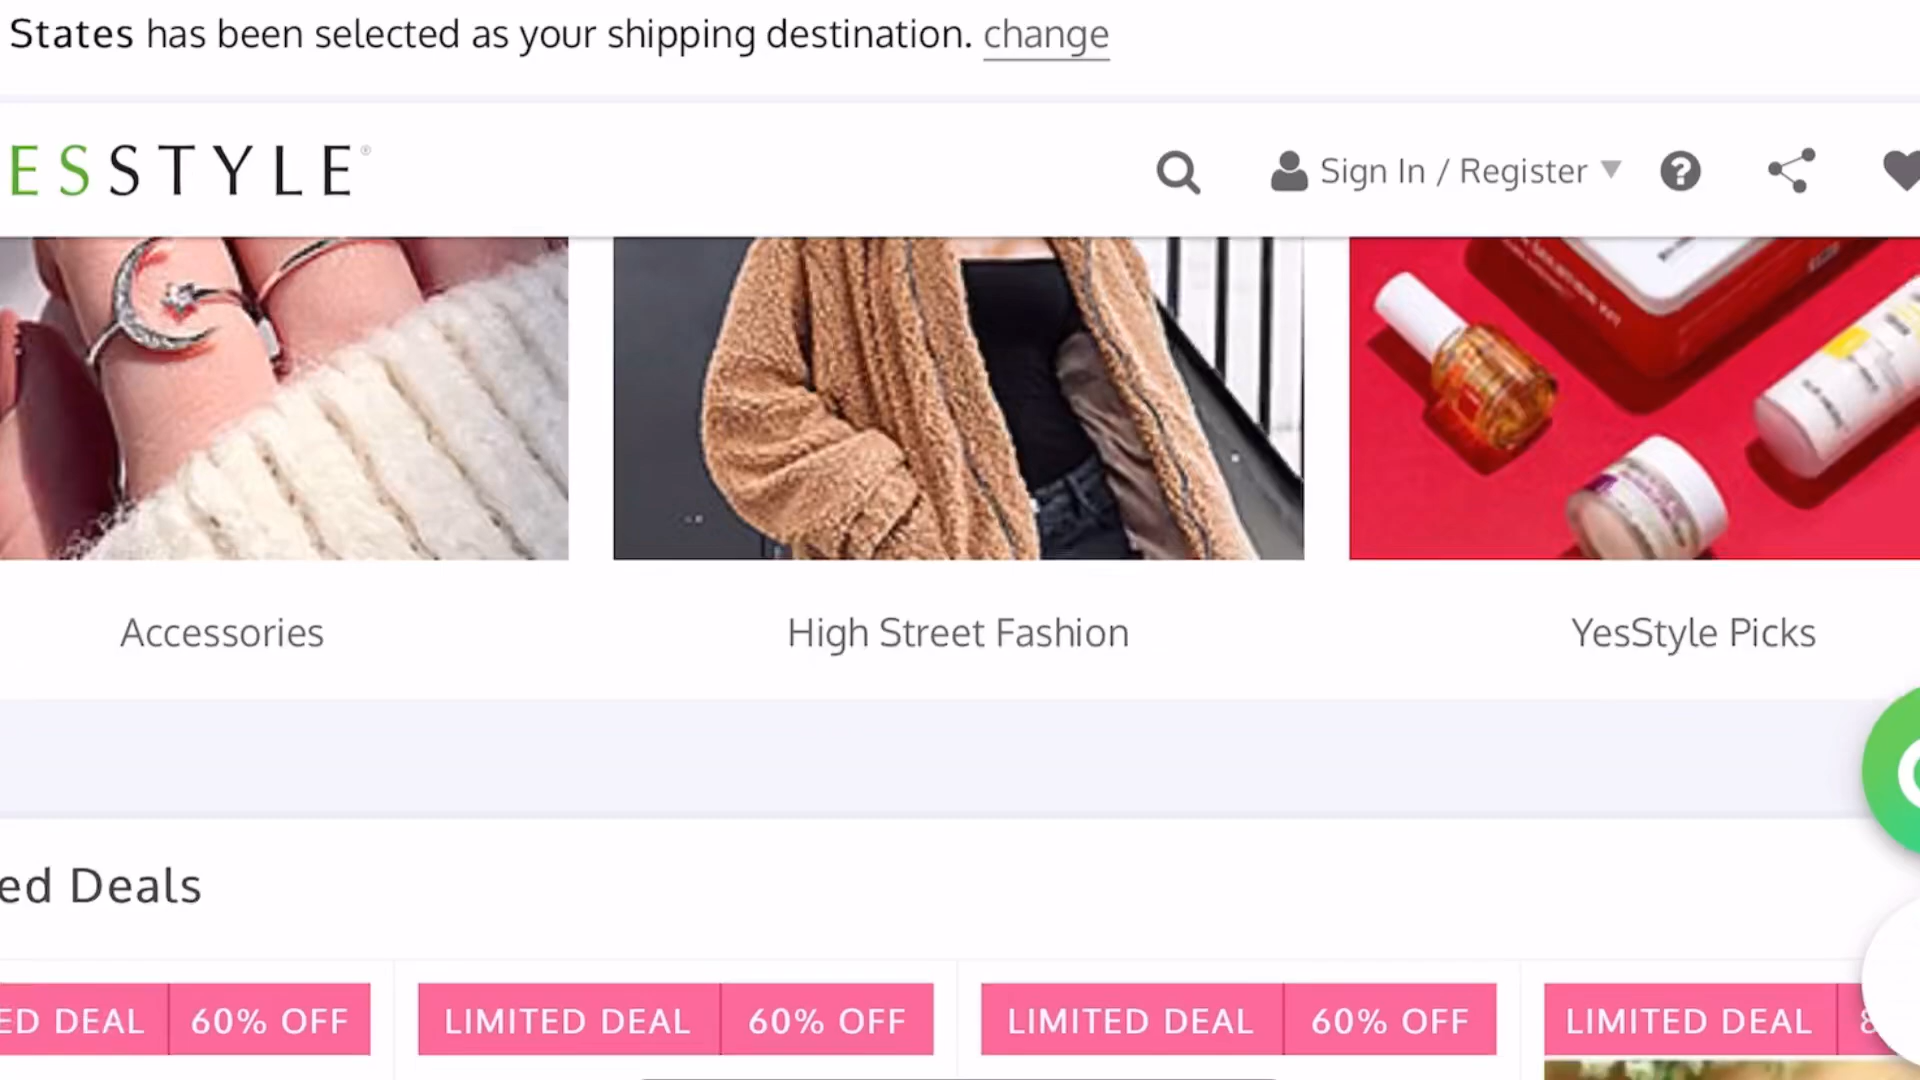 States has been selected as your shipping destination. change
ESSTYLE®
Sign In / Register
Accessories
High Street Fashion
YesStyle Picks
ed Deals
ED DEAL 60% OFF
LIMITED DEAL 60% OFF
LIMITED DEAL 60% OFF
LIMITED DEAL